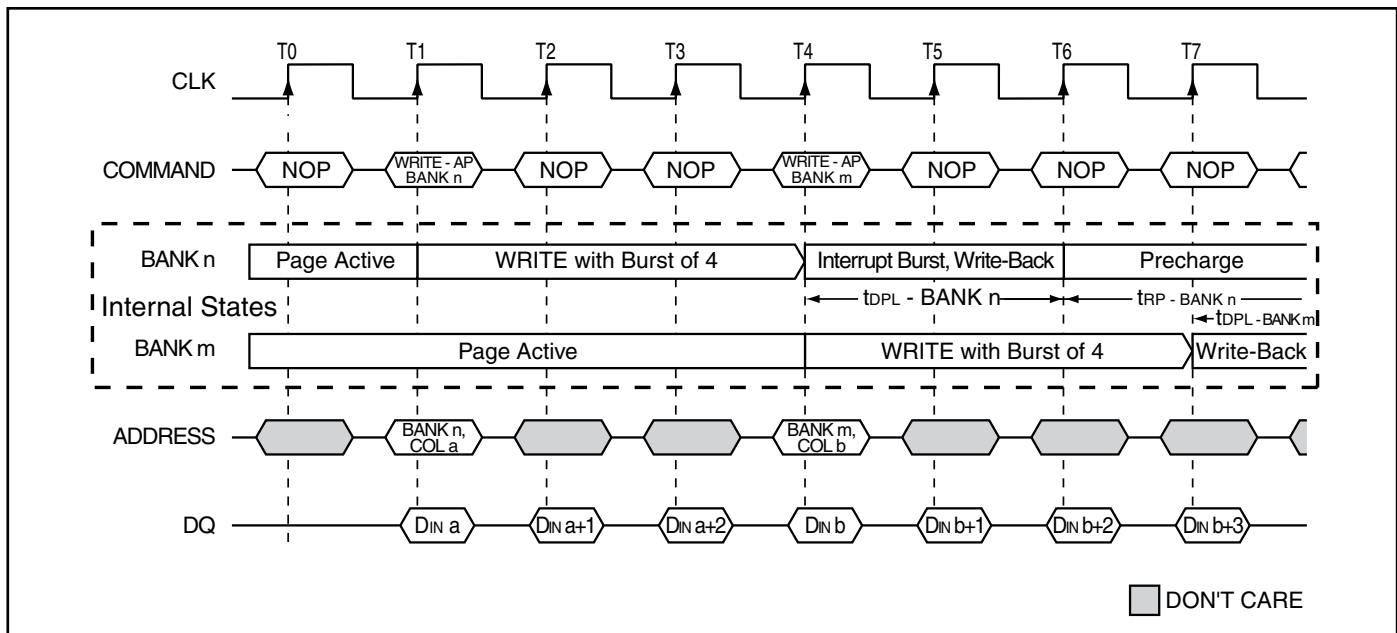 T0 T1 T2 T3 T4 T5 T6 T7
CLK
COMMAND NOP WRITE - AP BANK n NOP NOP WRITE - AP BANK m NOP NOP NOP
BANK n Page Active WRITE with Burst of 4 Interrupt Burst, Write-Back Precharge
tDPL - BANK n tRP - BANK n
Internal States
tDPL - BANK m
BANK m Page Active WRITE with Burst of 4 Write-Back
ADDRESS BANK n, COL a BANK m, COL b
DQ DIN a DIN a+1 DIN a+2 DIN b DIN b+1 DIN b+2 DIN b+3
DON'T CARE